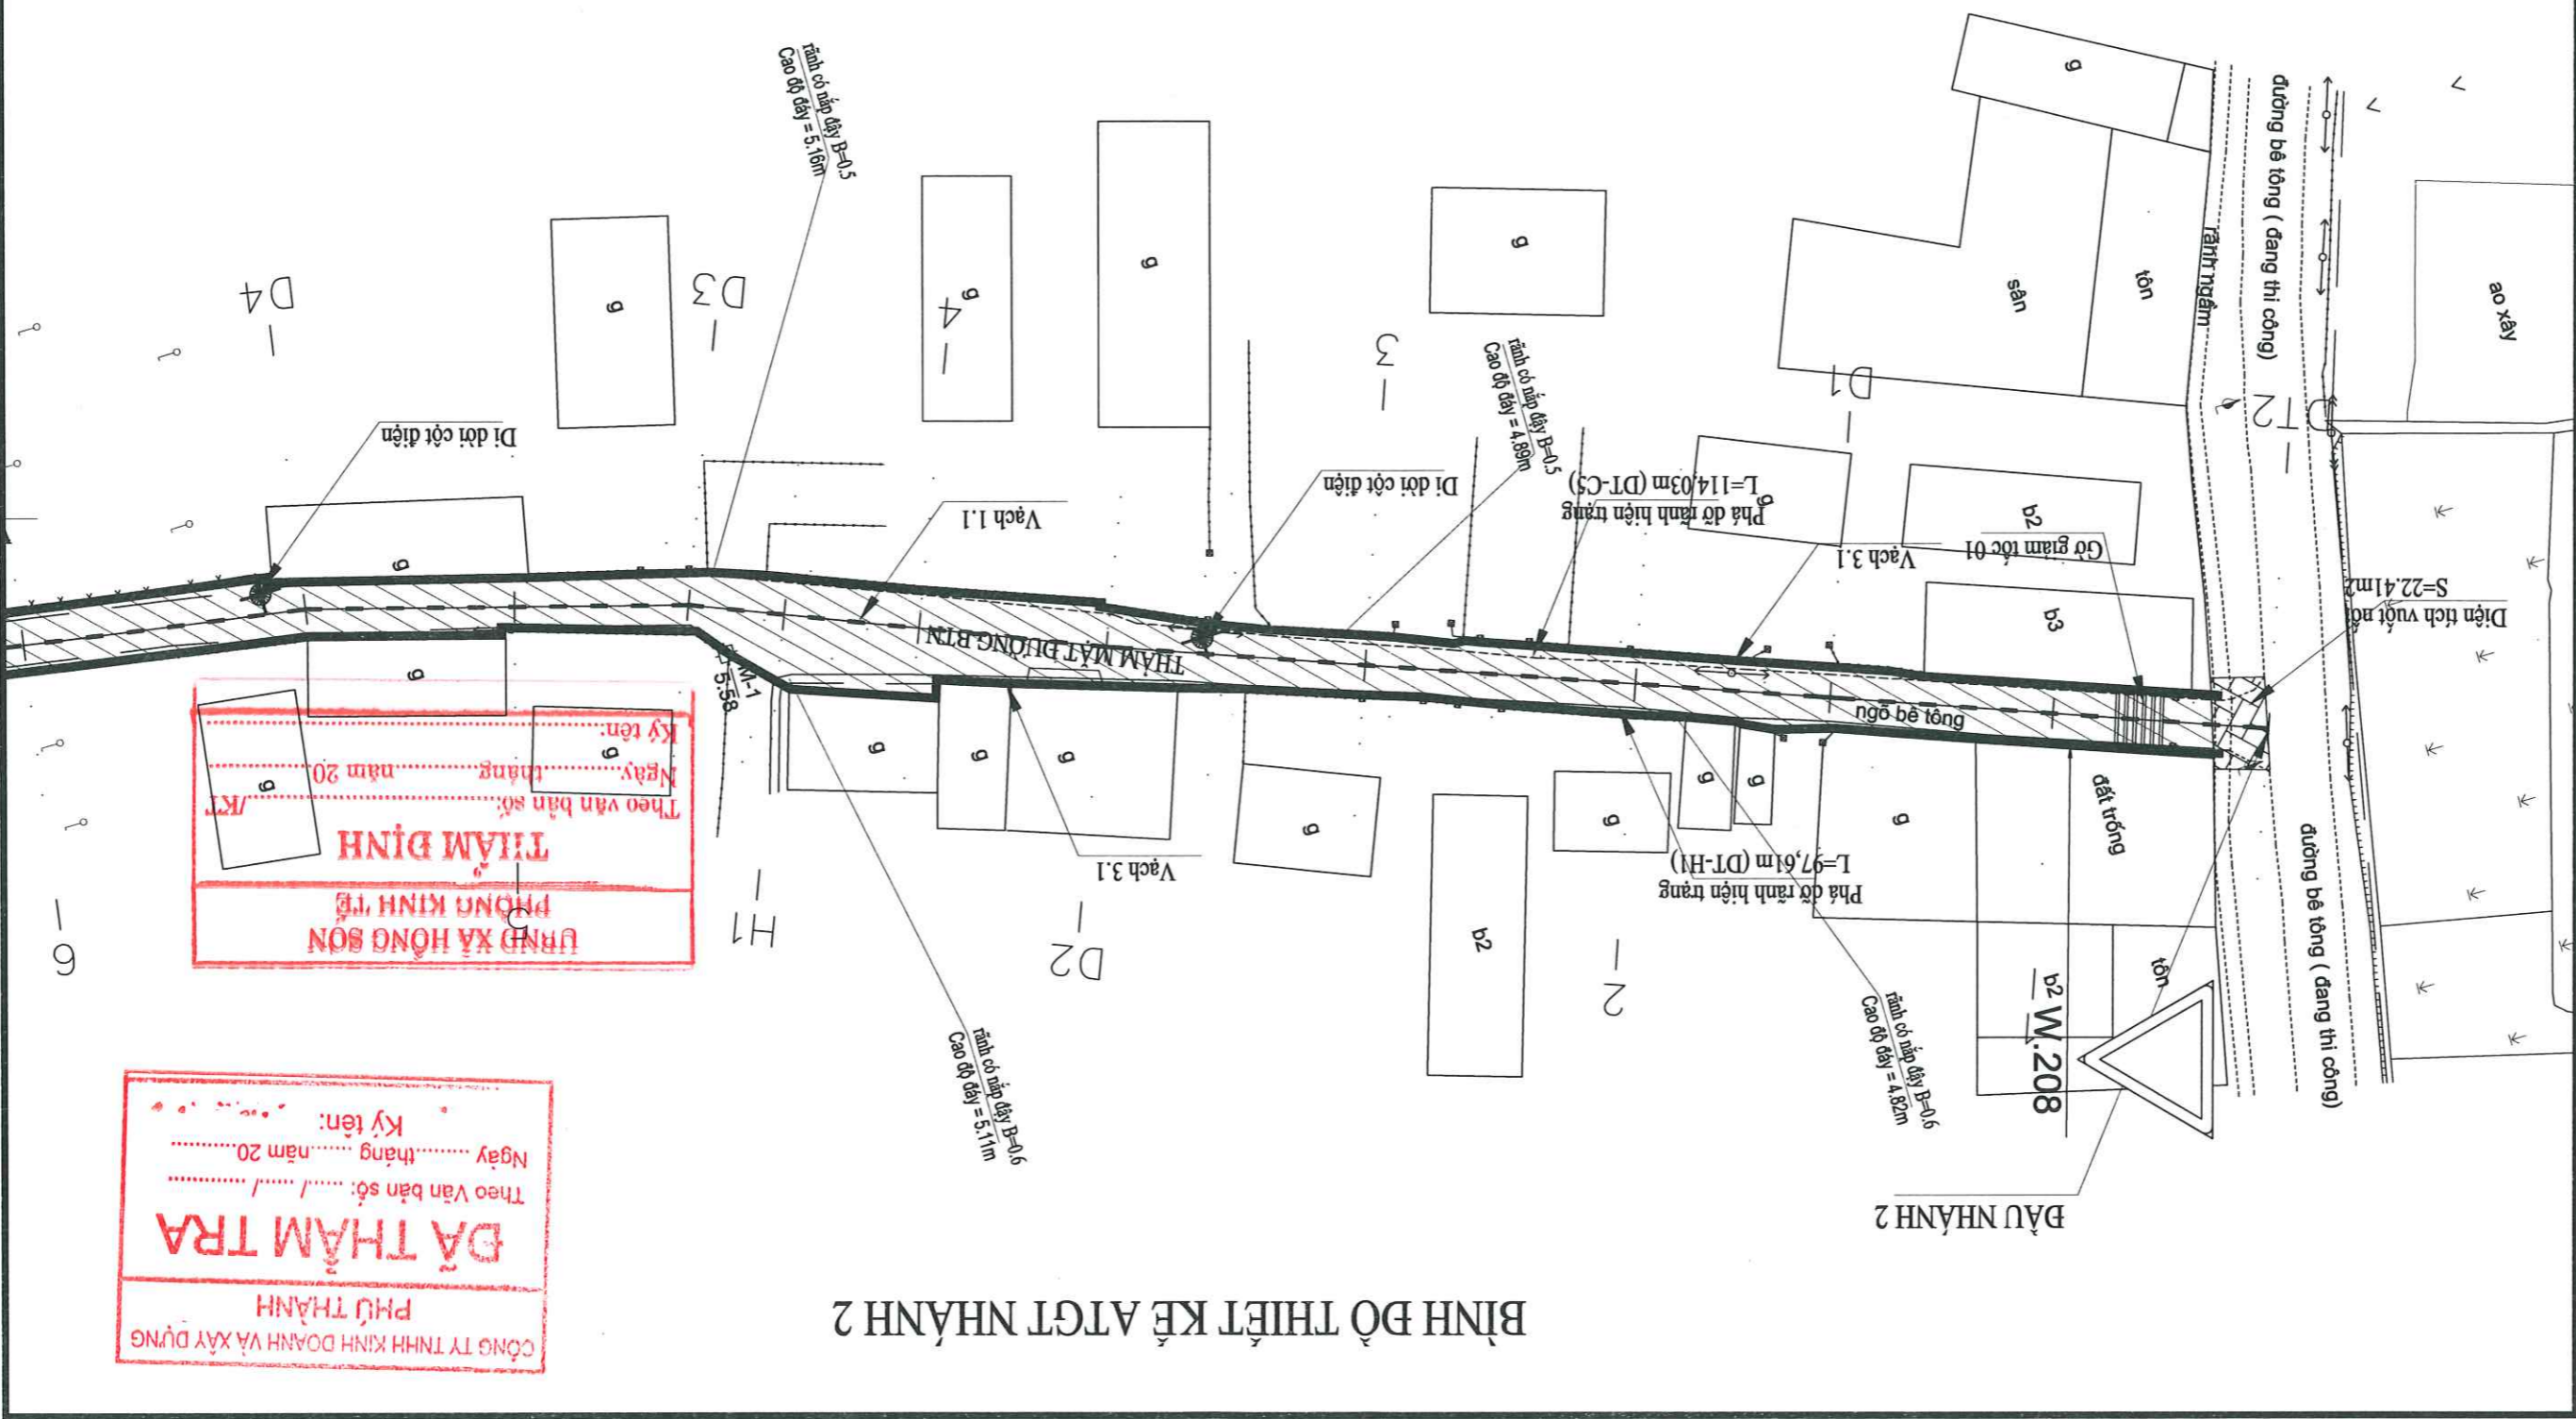 BÌNH ĐỒ THIẾT KẾ ATGT NHÁNH 2
CÔNG TY TNHH KINH DOANH VÀ XÂY DỰNG
PHÚ THÀNH
ĐÃ THẨM TRA
Theo Văn bản số: ....../ ....../ ..............
Ngày .........tháng .......năm 20...........
Ký tên:
ĐẦU NHÁNH 2
W.208
b2
tôn
rãnh có nắp đậy B=0.6
Cao độ đáy = 4.82m
rãnh có nắp đậy B=0.6
Cao độ đáy = 5.11m
UBND XÃ HỒNG SƠN
PHÒNG KINH TẾ
THẨM ĐỊNH
Theo văn bản số:................................/KT
Ngày............tháng............năm 20............
Ký tên:................................
2
D2
H1
5
6
b2
Phá dỡ rãnh hiện trạng
L=97,61m (DT-H1)
Vạch 3.1
đất trống
đường bê tông ( đang thi công)
g
g
g
g
g
g
g
g
g
g
g
g
M-1
5.58
ngõ bê tông
THẢM MẶT ĐƯỜNG BTN
Diện tích vuốt nối
S=22.41m2
b3
Gờ giảm tốc 01
b2
Vạch 3.1
Phá dỡ rãnh hiện trạng
L=114,03m (DT-C5)
g
Di dời cột điện
Vạch 1.1
g
Di dời cột điện
rãnh có nắp đậy B=0.5
Cao độ đáy = 4.89m
rãnh có nắp đậy B=0.5
Cao độ đáy = 5.16m
DT2
D1
3
4
D3
D4
sân
tôn
rãnh ngầm
đường bê tông ( đang thi công)
ao xây
g
g
g
g
g